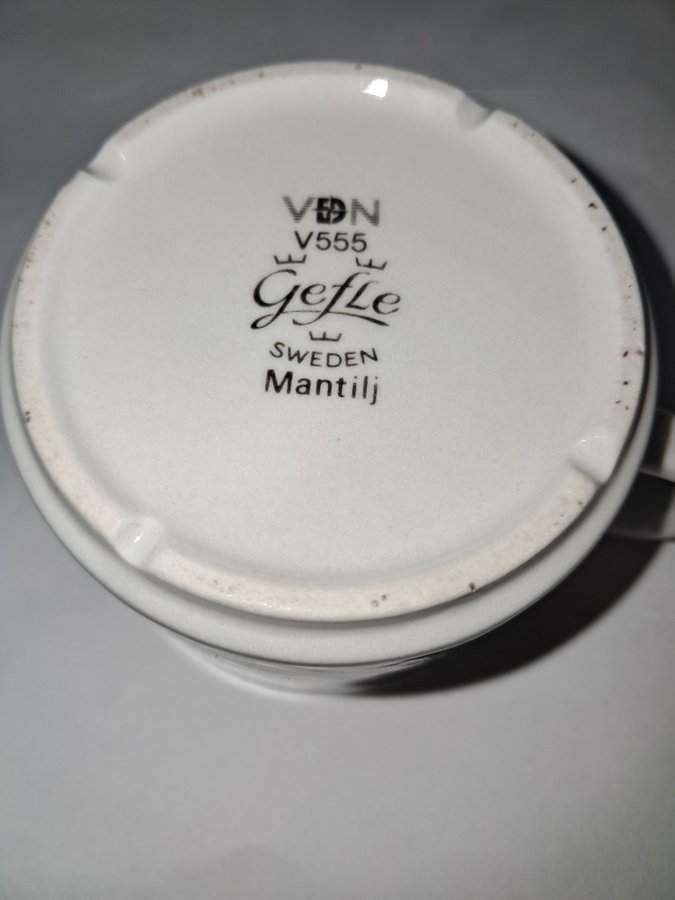 VDN
V555
Gefle
SWEDEN
Mantilj